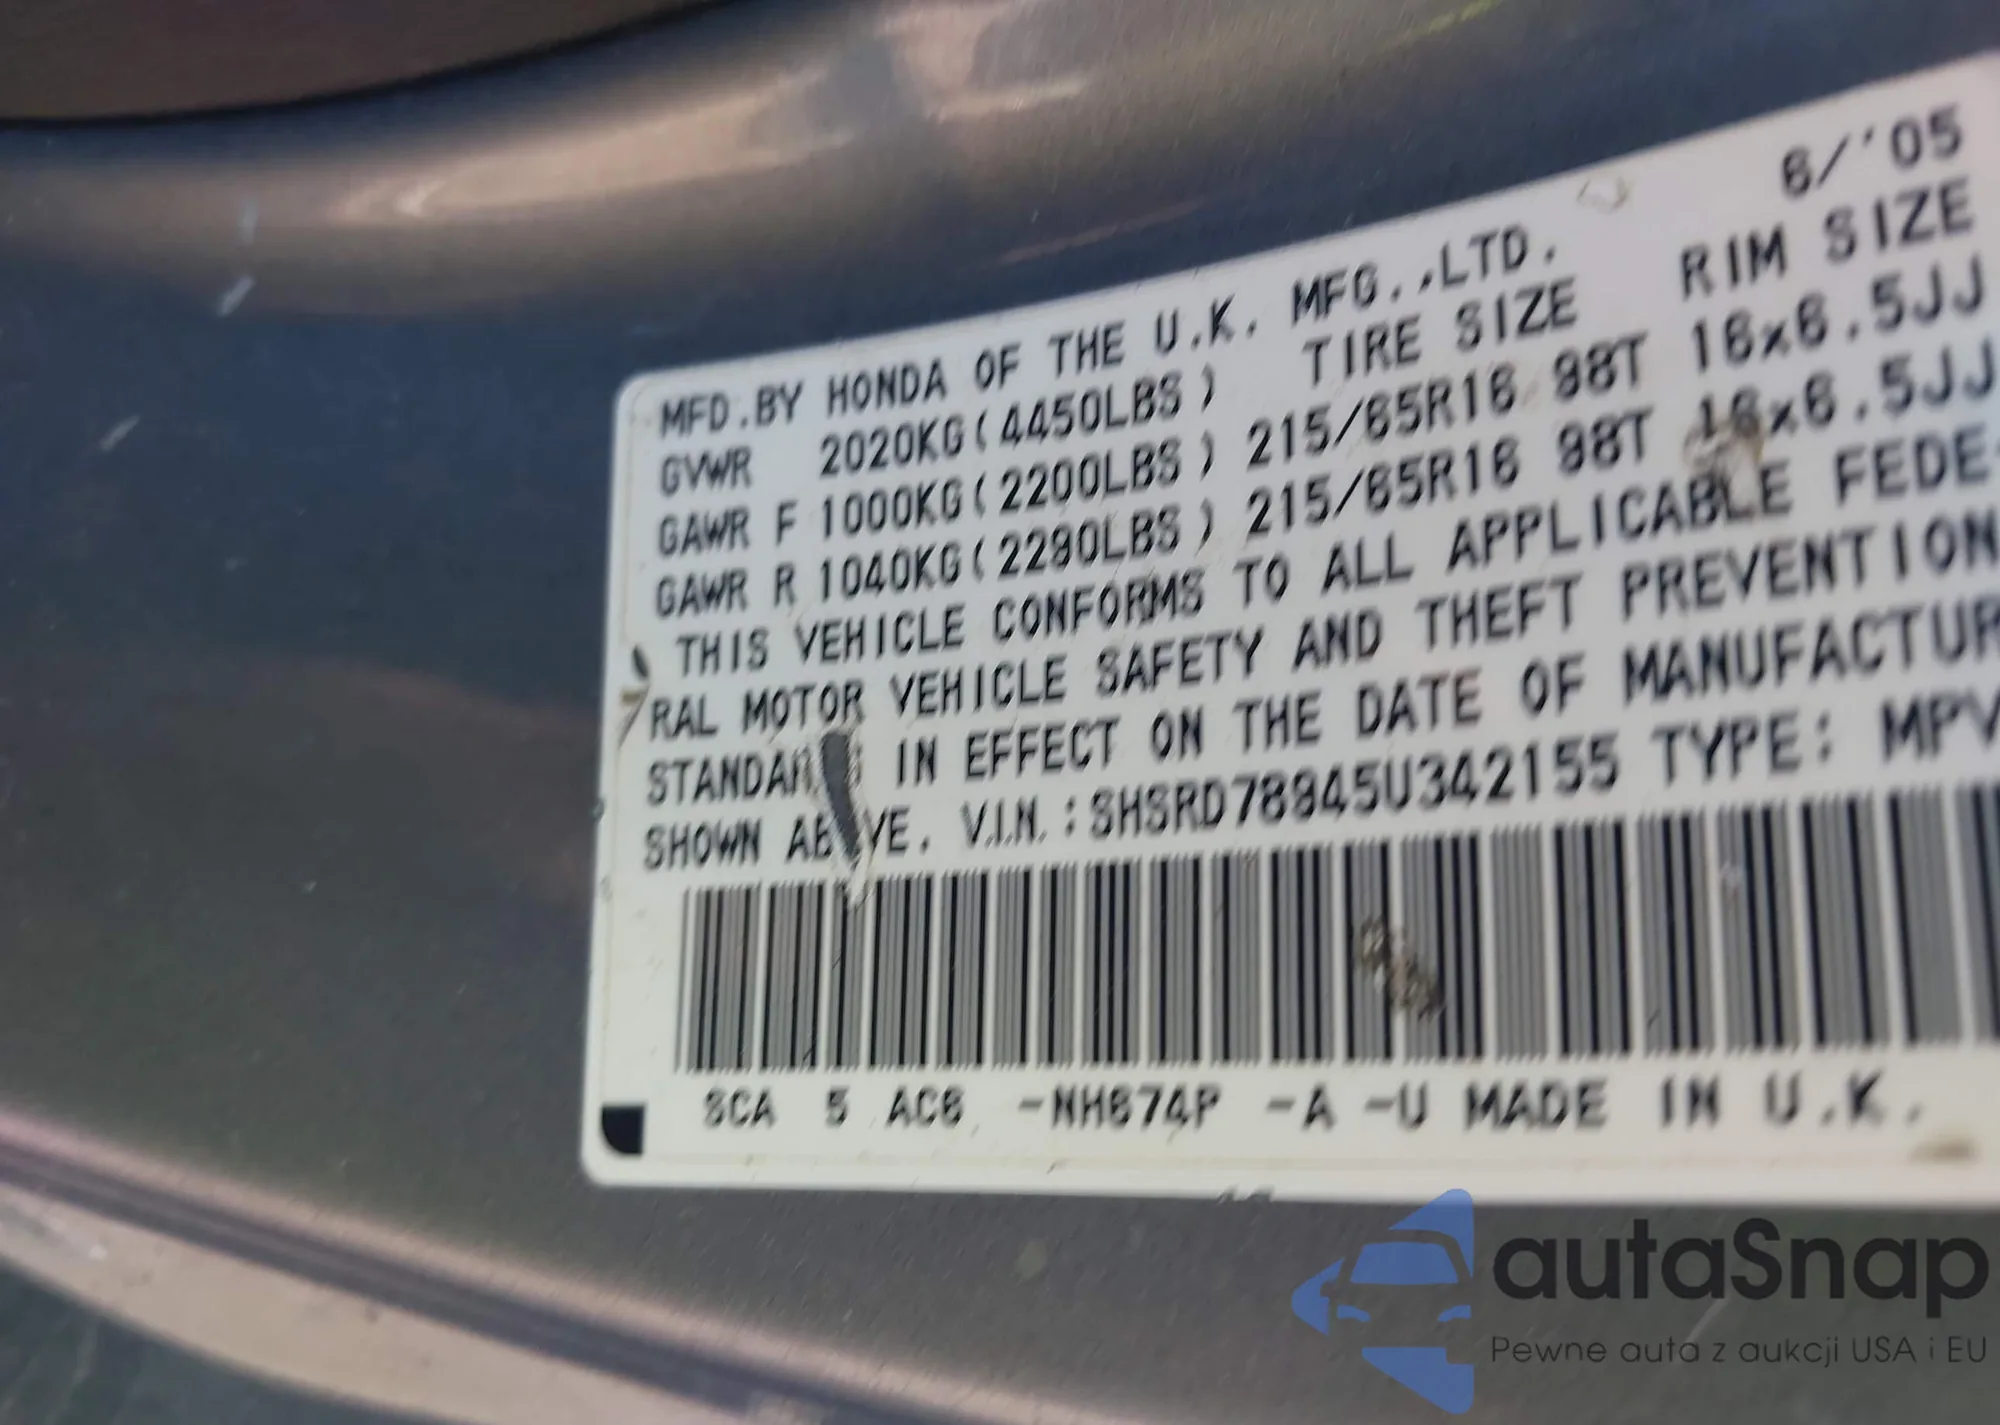 6/'05
MFD.BY HONDA OF THE U.K. MFG.,LTD.
GVWR 2020KG(4450LBS) TIRE SIZE RIM SIZE
GAWR F 1000KG(2200LBS) 215/65R16 98T 16x6.5JJ
GAWR R 1040KG(2290LBS) 215/65R16 98T 16x6.5JJ
THIS VEHICLE CONFORMS TO ALL APPLICABLE FEDE-
RAL MOTOR VEHICLE SAFETY AND THEFT PREVENTION
STANDARDS IN EFFECT ON THE DATE OF MANUFACTUR
SHOWN ABOVE. V.I.N.:SHSRD78945U342155 TYPE: MPV
SCA 5 AC6 -NH674P -A -U MADE IN U.K.
autaSnap
Pewne auta z aukcji USA i EU